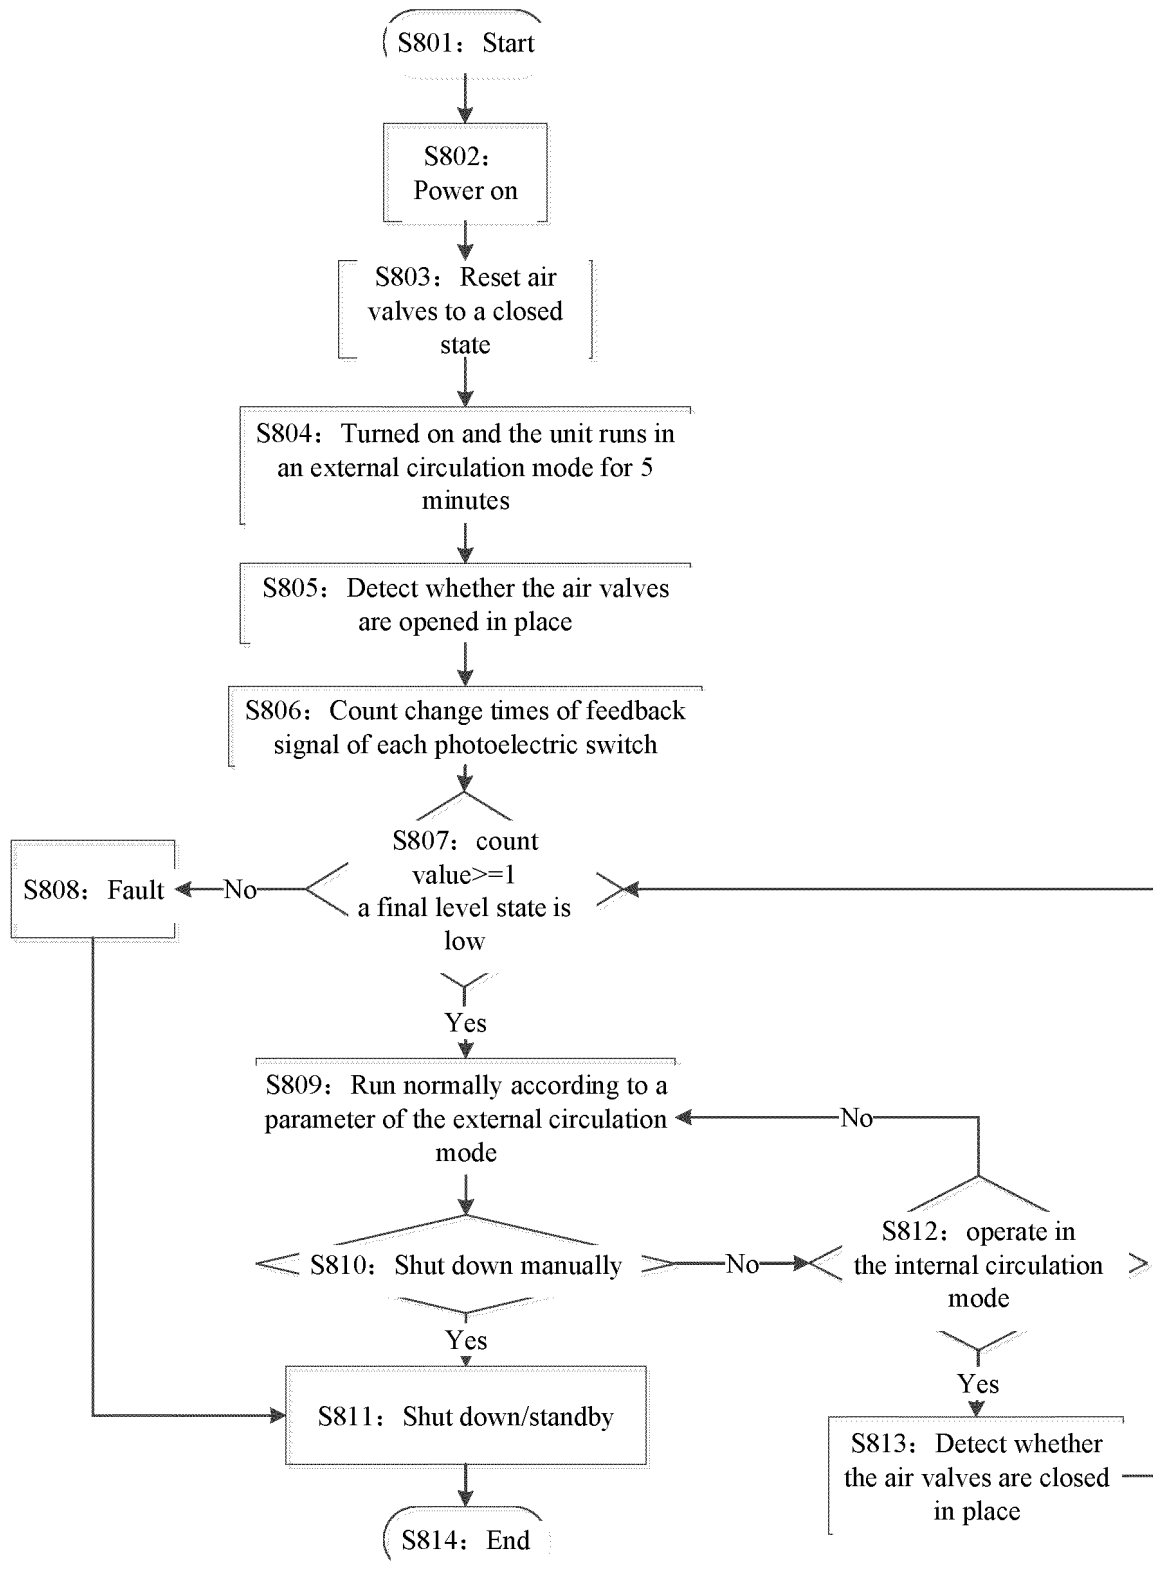 S801：Start
S802：
Power on
S803：Reset air
valves to a closed
state
S804：Turned on and the unit runs in
an external circulation mode for 5
minutes
S805：Detect whether the air valves
are opened in place
S806：Count change times of feedback
signal of each photoelectric switch
S807：count
value>=1
a final level state is
low
S808：Fault
No
Yes
S809：Run normally according to a
parameter of the external circulation
mode
No
S810：Shut down manually
No
S812：operate in
the internal circulation
mode
Yes
Yes
S811：Shut down/standby
S813：Detect whether
the air valves are closed
in place
S814：End